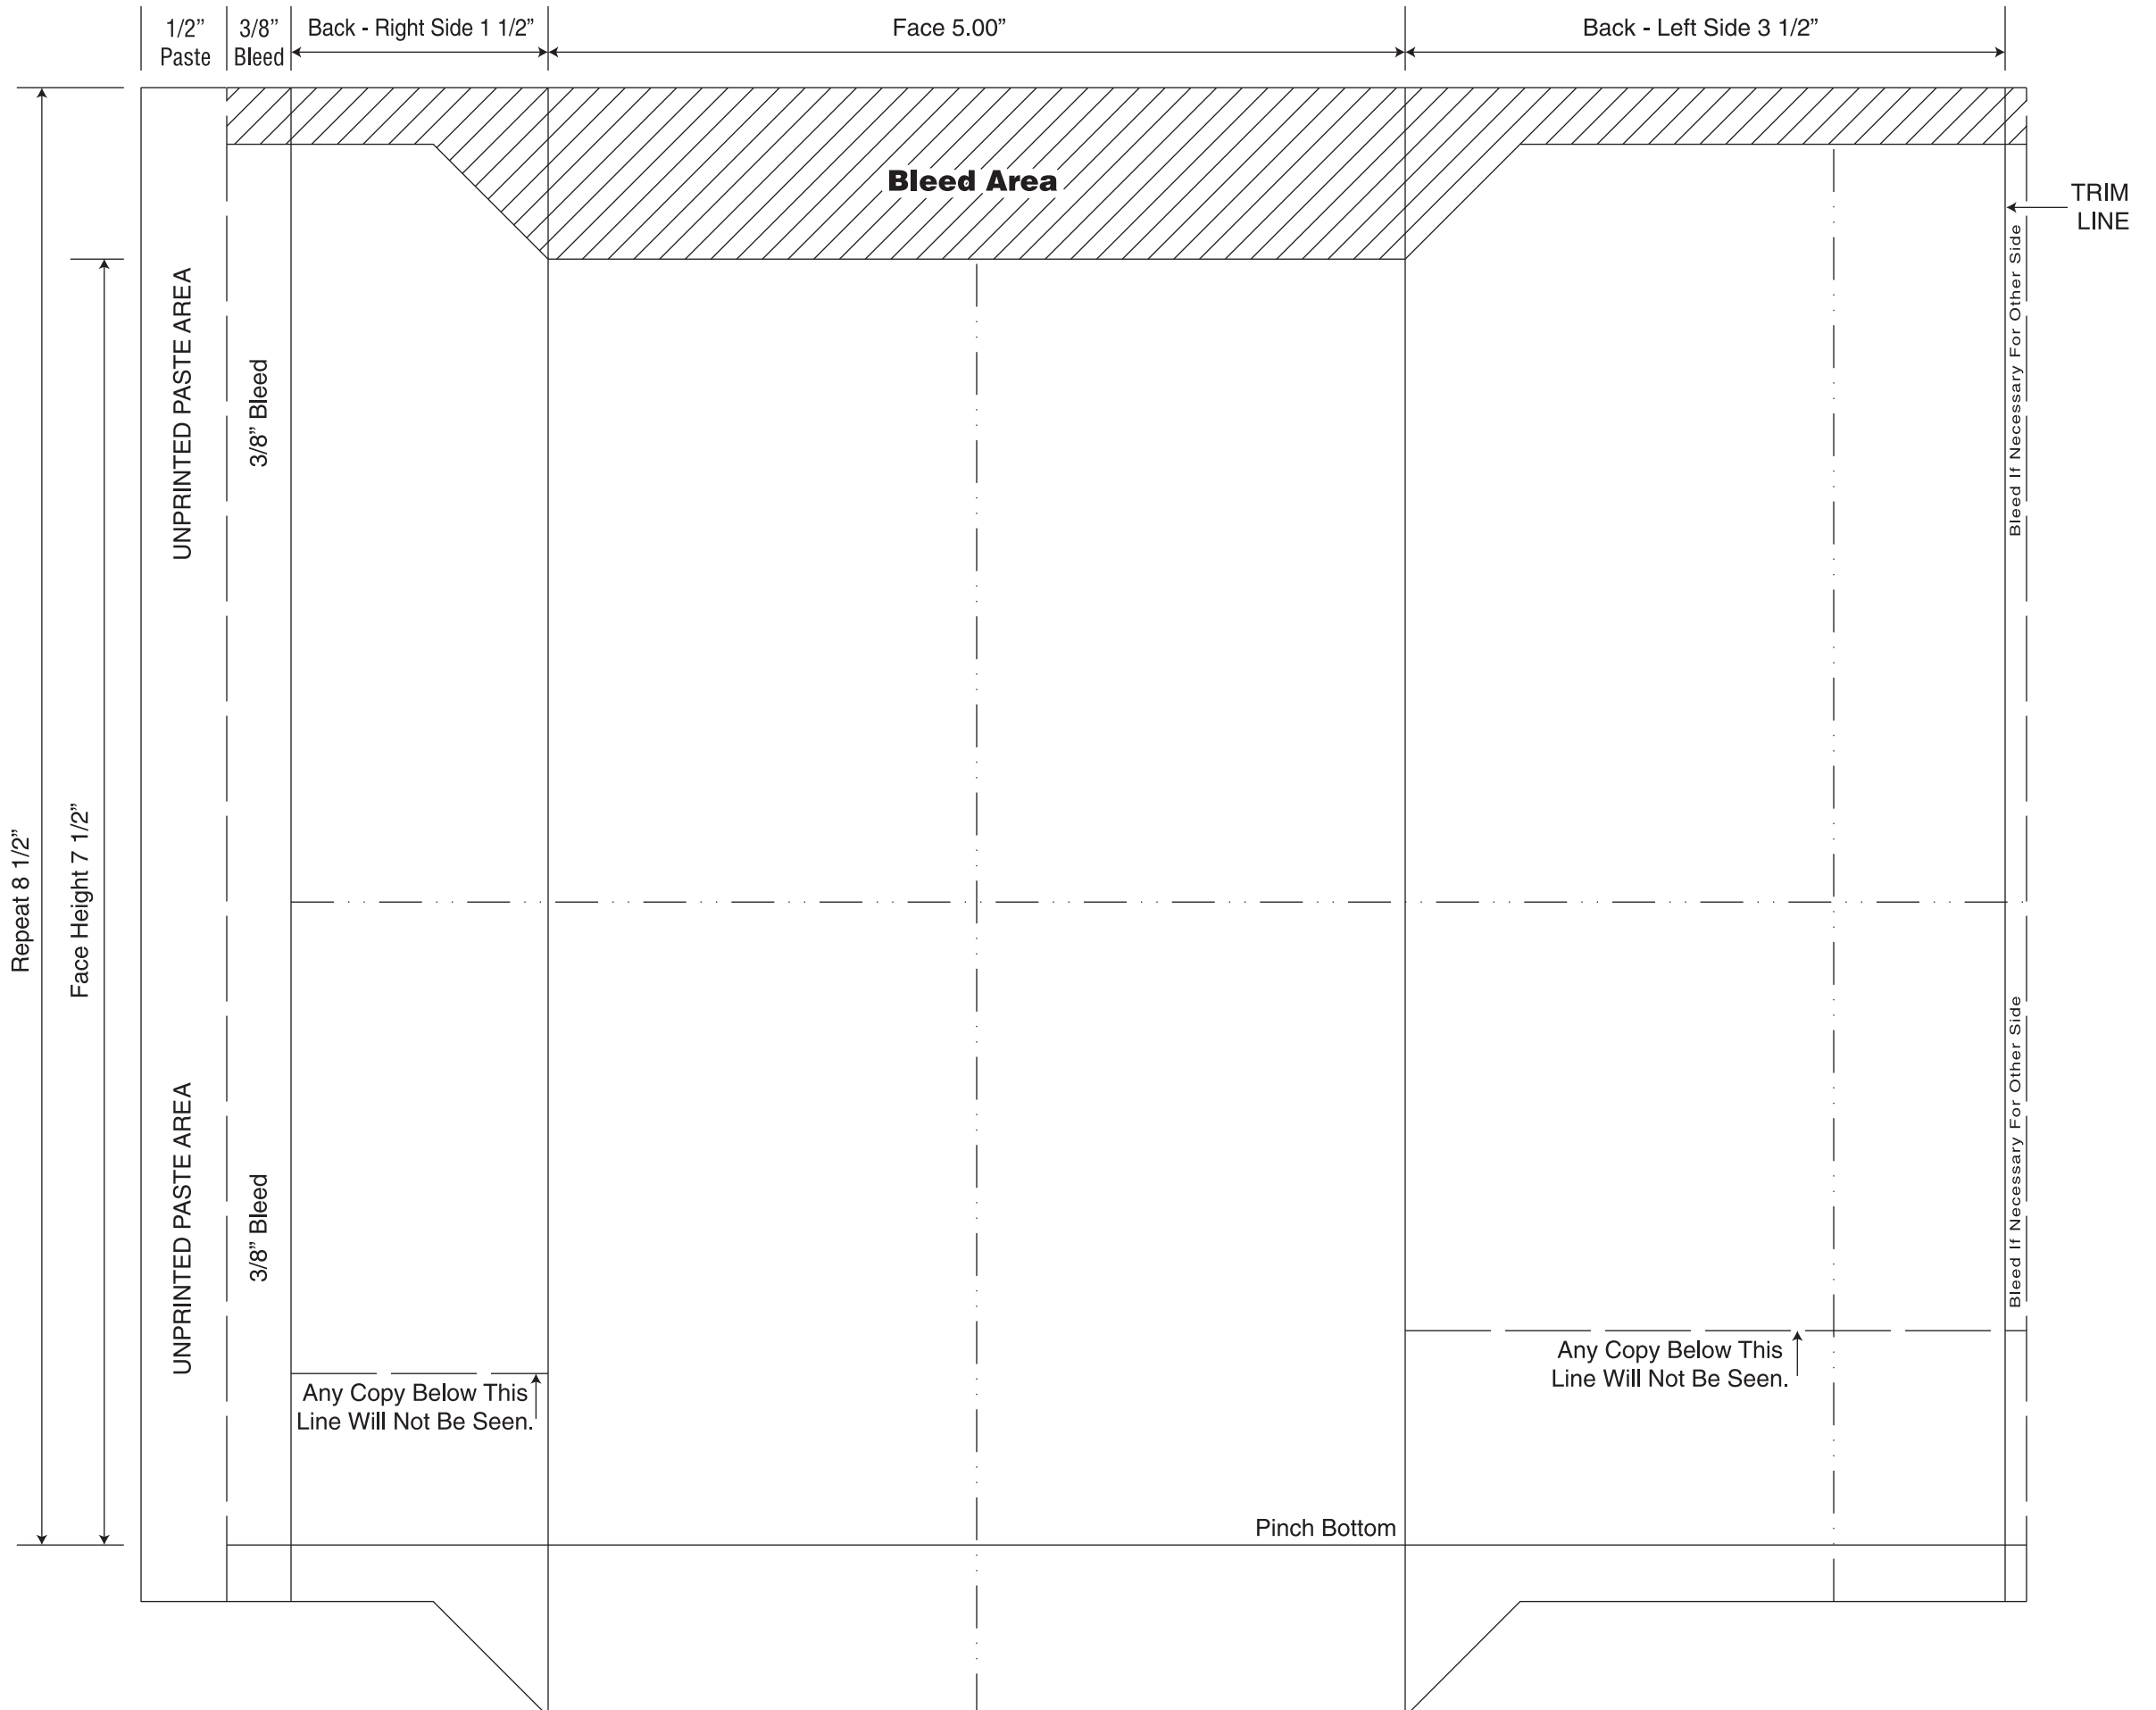 1/2”
Paste
3/8”
Bleed
Back - Right Side 1 1/2”
Face 5.00”
Back - Left Side 3 1/2”
Bleed Area
TRIM
LINE
UNPRINTED PASTE AREA
3/8” Bleed
Bleed If Necessary For Other Side
Repeat 8 1/2”
Face Height 7 1/2”
UNPRINTED PASTE AREA
3/8” Bleed
Bleed If Necessary For Other Side
Any Copy Below This
Line Will Not Be Seen.
Any Copy Below This
Line Will Not Be Seen.
Pinch Bottom